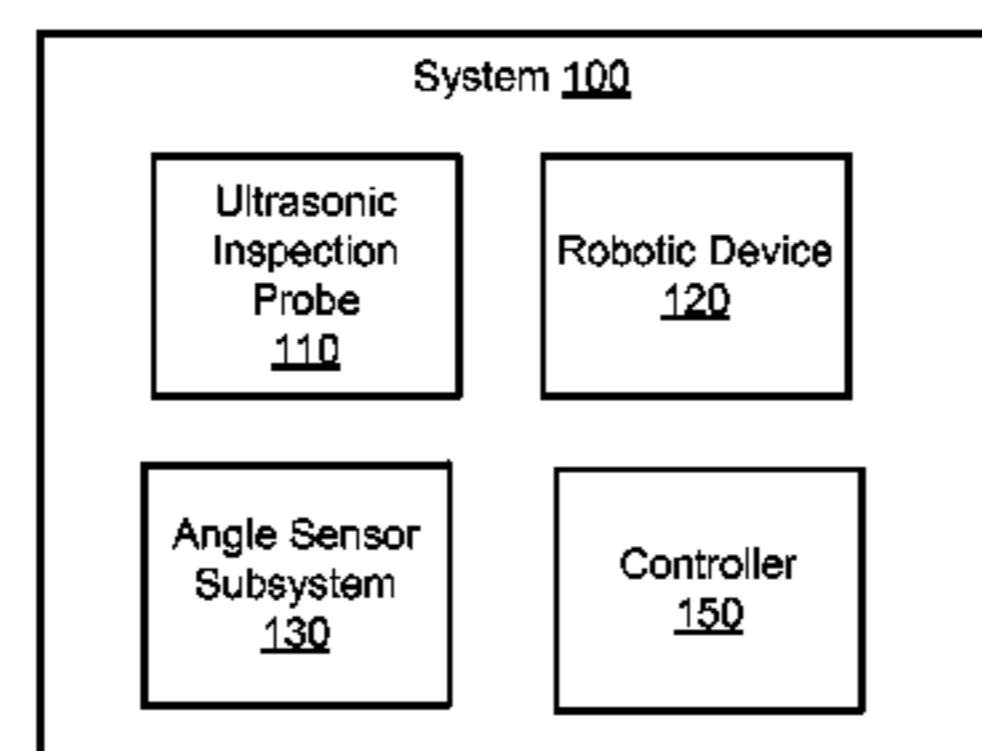 System 100
Ultrasonic
Inspection
Probe
110
Robotic Device
120
Angle Sensor
Subsystem
130
Controller
150